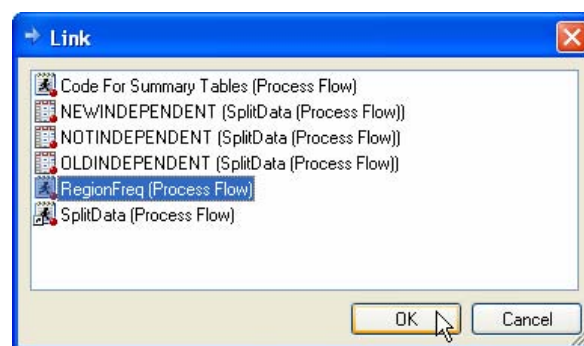 Link
Code For Summary Tables (Process Flow)
NEWINDEPENDENT (SplitData (Process Flow))
NOTINDEPENDENT (SplitData (Process Flow))
OLDINDEPENDENT (SplitData (Process Flow))
RegionFreq (Process Flow)
SplitData (Process Flow)
OK Cancel